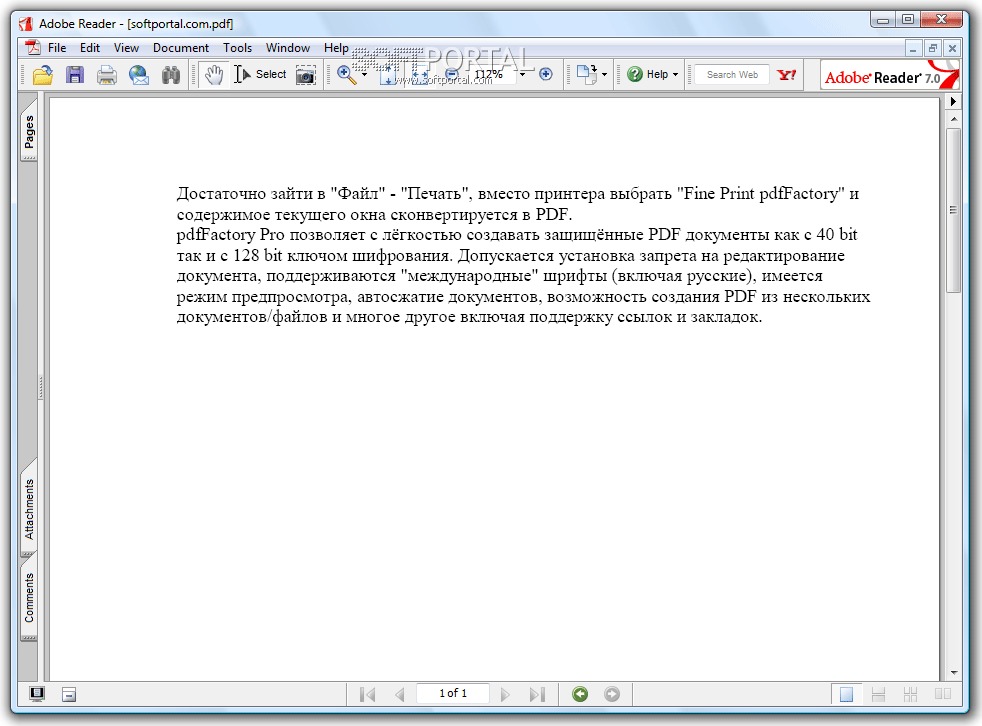 Adobe Reader - [softportal.com.pdf]
File Edit View Document Tools Window Help
SOFTPORTAL
www.softportal.com
Select 112% Help Search Web Y! Adobe Reader 7.0
Pages
Достаточно зайти в "Файл" - "Печать", вместо принтера выбрать "Fine Print pdfFactory" и
содержимое текущего окна сконвертируется в PDF.
pdfFactory Pro позволяет с лёгкостью создавать защищённые PDF документы как с 40 bit
так и с 128 bit ключом шифрования. Допускается установка запрета на редактирование
документа, поддерживаются "международные" шрифты (включая русские), имеется
режим предпросмотра, автосжатие документов, возможность создания PDF из нескольких
документов/файлов и многое другое включая поддержку ссылок и закладок.
Attachments
Comments
1 of 1